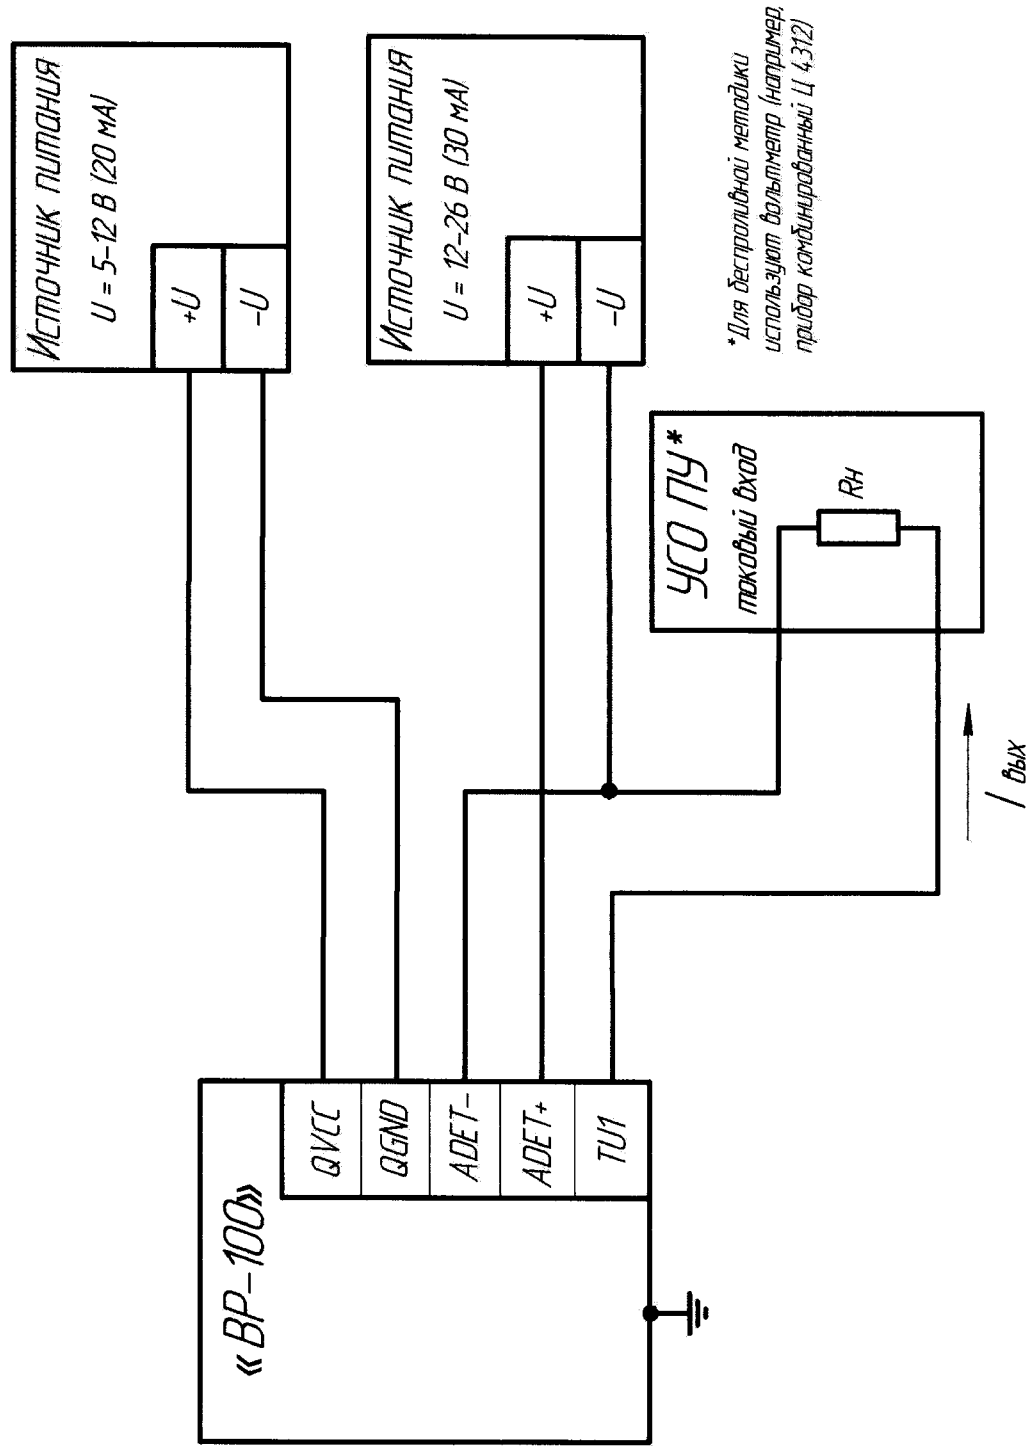 «ВР-100»
QVCC
QGND
ADET-
ADET+
TU1
Источник питания
U = 5-12 В (20 мА)
+U
-U
Источник питания
U = 12-26 В (30 мА)
+U
-U
УСО ПУ*
токовый вход
Rн
I вых
*Для беспроливной методики
используют вольтметр (например,
прибор комбинированный Ц 4312)